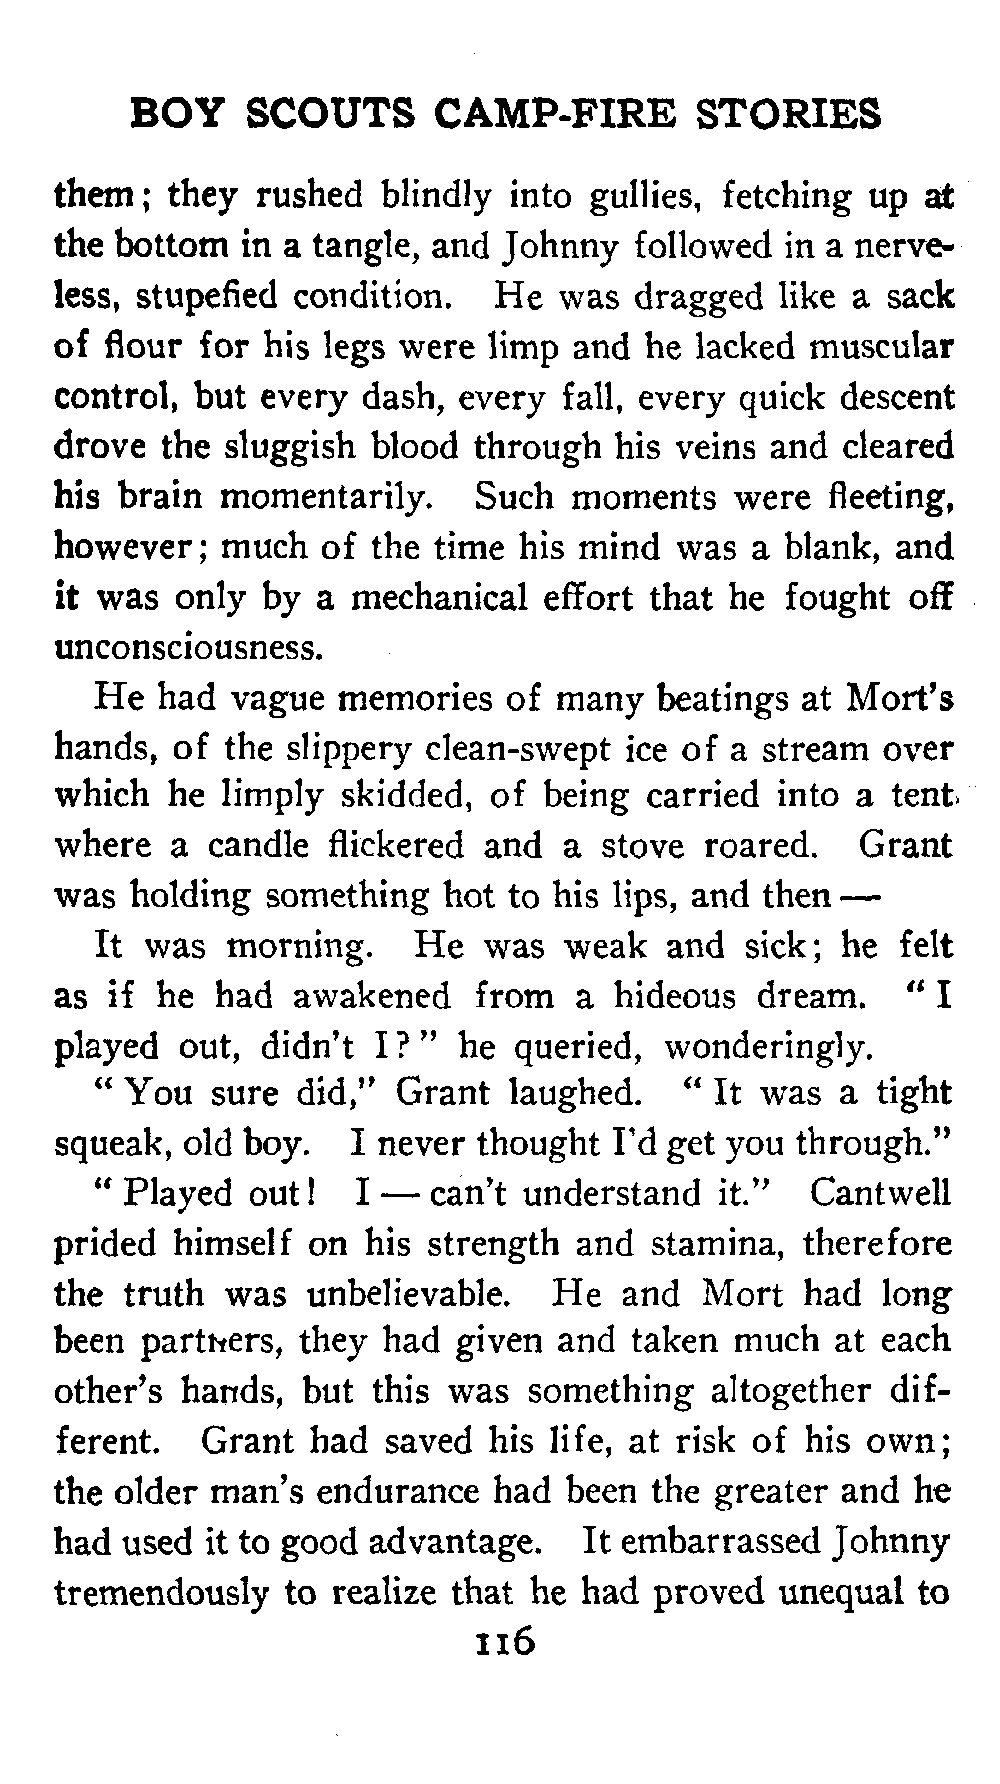 BOY SCOUTS CAMP-FIRE STORIES
them; they rushed blindly into gullies, fetching up at
the bottom in a tangle, and Johnny followed in a nerve-
less, stupefied condition. He was dragged like a sack
of flour for his legs were limp and he lacked muscular
control, but every dash, every fall, every quick descent
drove the sluggish blood through his veins and cleared
his brain momentarily. Such moments were fleeting,
however; much of the time his mind was a blank, and
it was only by a mechanical effort that he fought off
unconsciousness.
He had vague memories of many beatings at Mort's
hands, of the slippery clean-swept ice of a stream over
which he limply skidded, of being carried into a tent,
where a candle flickered and a stove roared. Grant
was holding something hot to his lips, and then —
It was morning. He was weak and sick; he felt
as if he had awakened from a hideous dream. "I
played out, didn't I?" he queried, wonderingly.
"You sure did," Grant laughed. "It was a tight
squeak, old boy. I never thought I'd get you through."
"Played out! I — can't understand it." Cantwell
prided himself on his strength and stamina, therefore
the truth was unbelievable. He and Mort had long
been partners, they had given and taken much at each
other's hands, but this was something altogether dif-
ferent. Grant had saved his life, at risk of his own;
the older man's endurance had been the greater and he
had used it to good advantage. It embarrassed Johnny
tremendously to realize that he had proved unequal to
116